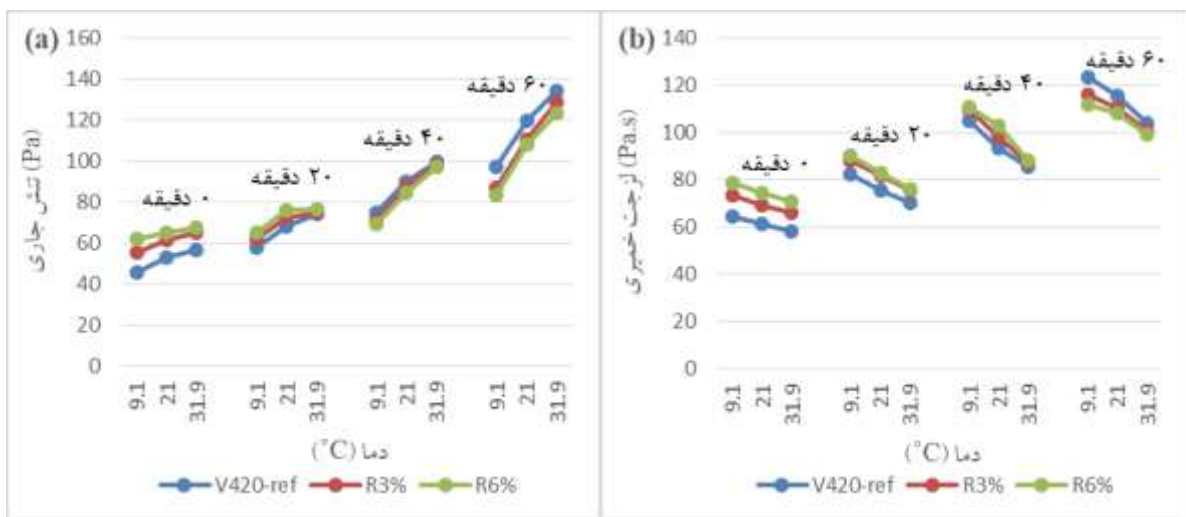 (a)
160
140
120
100
80
60
40
20
0
تنش جاری (Pa)
۰ دقیقه
۲۰ دقیقه
۴۰ دقیقه
۶۰ دقیقه
9.1
21
31.9
9.1
21
31.9
9.1
21
31.9
9.1
21
31.9
دما (°C)
V420-ref R3% R6%
(b)
140
120
100
80
60
40
20
0
لزجت خمیری (Pa.s)
۰ دقیقه
۲۰ دقیقه
۴۰ دقیقه
۶۰ دقیقه
9.1
21
31.9
9.1
21
31.9
9.1
21
31.9
9.1
21
31.9
دما (°C)
V420-ref R3% R6%